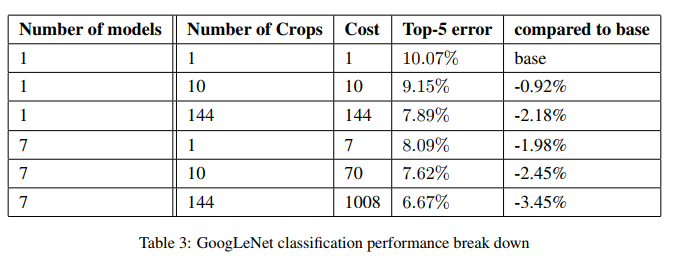 Number of models Number of Crops Cost Top-5 error compared to base
1 1 1 10.07% base
1 10 10 9.15% -0.92%
1 144 144 7.89% -2.18%
7 1 7 8.09% -1.98%
7 10 70 7.62% -2.45%
7 144 1008 6.67% -3.45%
Table 3: GoogLeNet classification performance break down